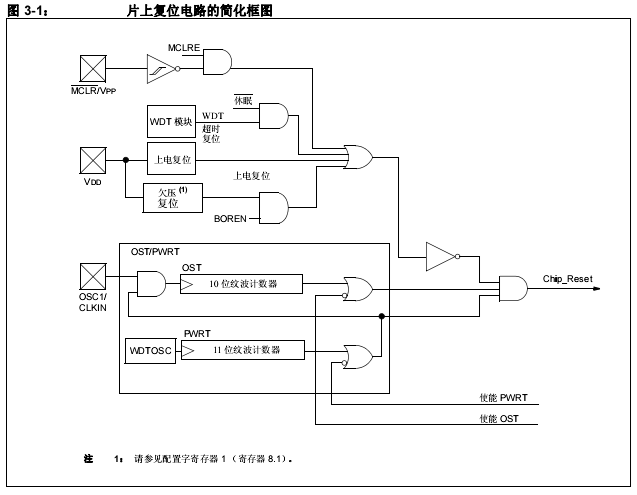 图 3-1： 片上复位电路的简化框图
MCLRE
MCLR/VPP
休眠
WDT 模块
WDT
超时
复位
上电复位
上电复位
VDD
欠压 (1)
复位
BOREN
OST/PWRT
OST
10 位纹波计数器
OSC1/
CLKIN
Chip_Reset
PWRT
WDTOSC
11 位纹波计数器
使能 PWRT
使能 OST
注 1： 请参见配置字寄存器 1（寄存器 8.1）。